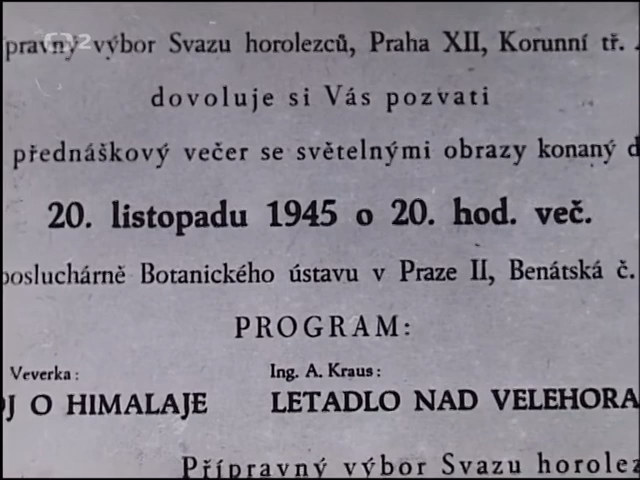 pravný výbor Svazu horolezců, Praha XII, Korunní tř.
dovoluje si Vás pozvati
přednáškový večer se světelnými obrazy konaný d
20. listopadu 1945 o 20. hod. več.
posluchárně Botanického ústavu v Praze II, Benátská č.
PROGRAM:
Veverka: Ing. A. Kraus:
OJ O HIMALAJE LETADLO NAD VELEHORA
Přípravný výbor Svazu horolez